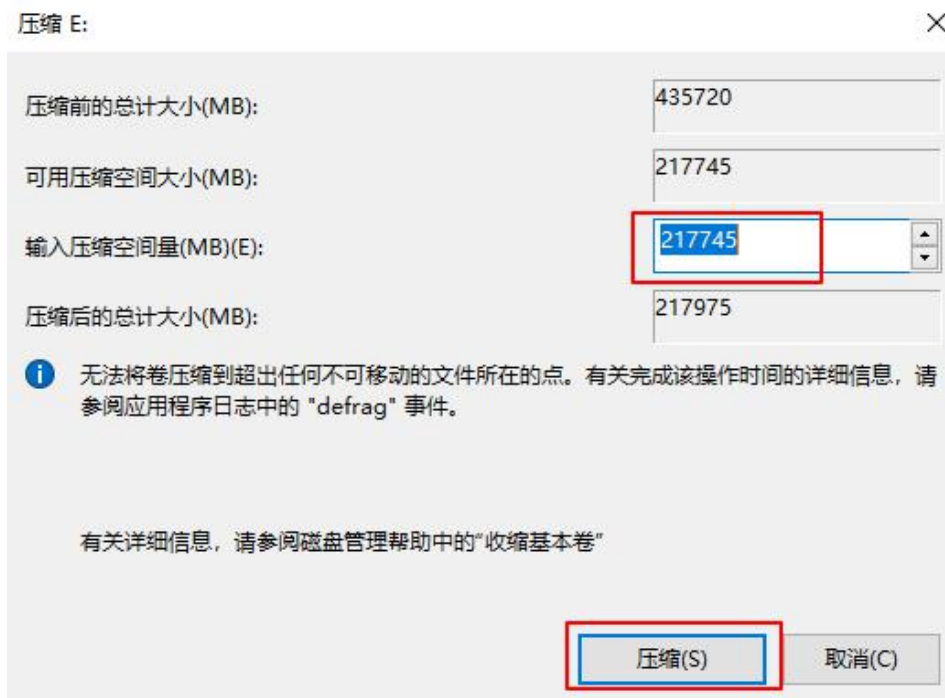 压缩 E:
压缩前的总计大小(MB):
435720
可用压缩空间大小(MB):
217745
输入压缩空间量(MB)(E):
217745
压缩后的总计大小(MB):
217975
无法将卷压缩到超出任何不可移动的文件所在的点。有关完成该操作时间的详细信息，请
参阅应用程序日志中的 "defrag" 事件。
有关详细信息，请参阅磁盘管理帮助中的“收缩基本卷”
压缩(S)
取消(C)